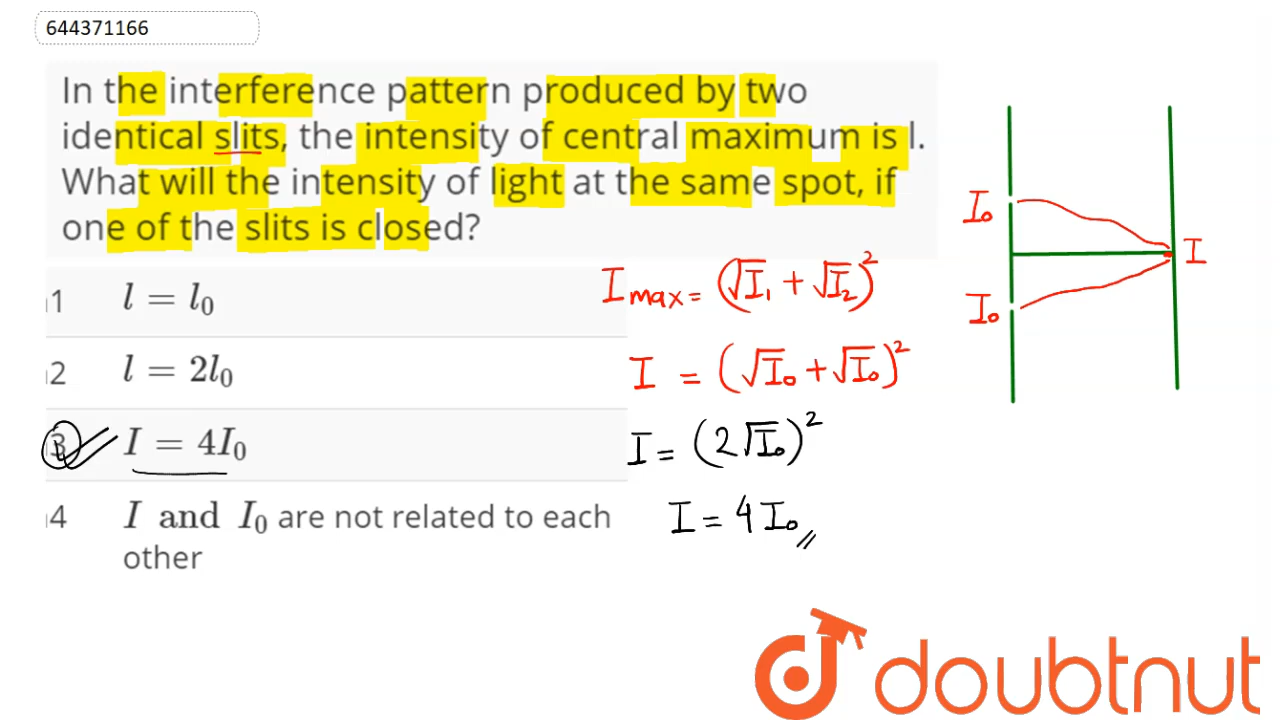 644371166
In the interference pattern produced by two
identical slits, the intensity of central maximum is l.
What will the intensity of light at the same spot, if
one of the slits is closed?
1 l = l₀
2 l = 2l₀
3 I = 4I₀
4 I and I₀ are not related to each
other
I max = (√I₁ + √I₂)²
I = (√I₀ + √I₀)²
I = (2√I₀)²
I = 4I₀
I₀
I
I₀
doubtnut